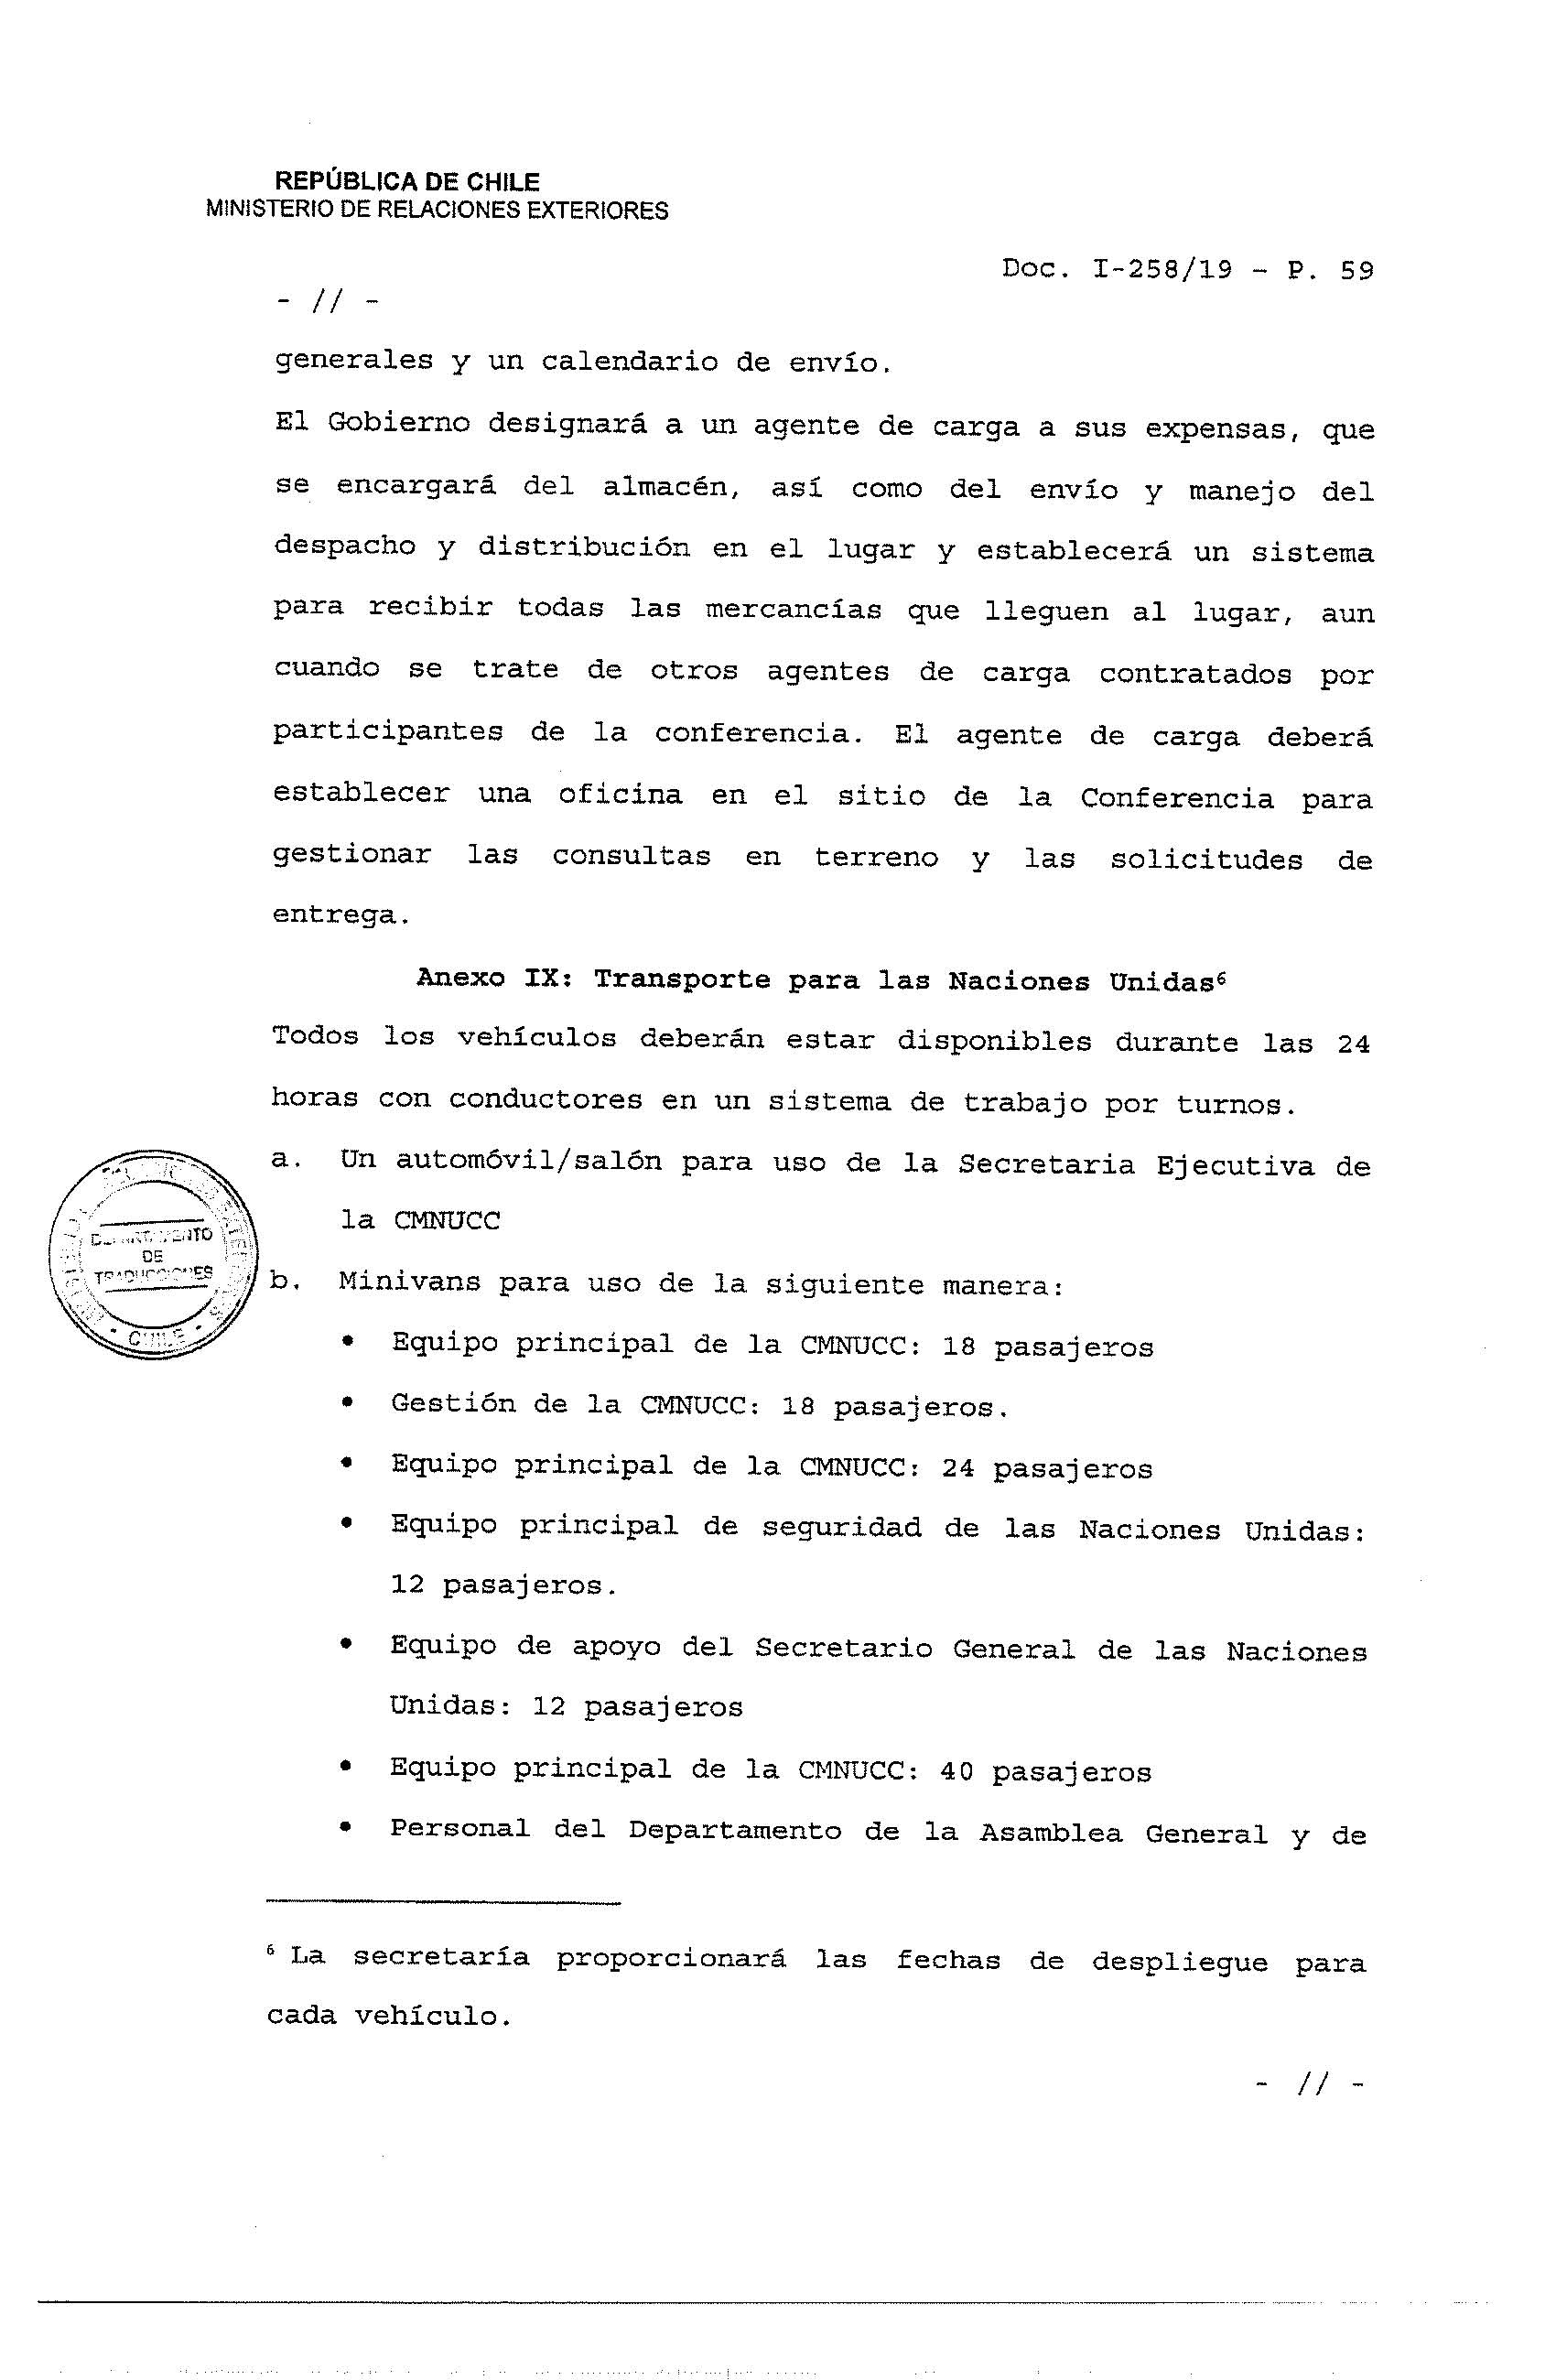 REPÚBLICA DE CHILE
MINISTERIO DE RELACIONES EXTERIORES
Doc. I-258/19 - P. 59
- // -
generales y un calendario de envío.
El Gobierno designará a un agente de carga a sus expensas, que
se encargará del almacén, así como del envío y manejo del
despacho y distribución en el lugar y establecerá un sistema
para recibir todas las mercancías que lleguen al lugar, aun
cuando se trate de otros agentes de carga contratados por
participantes de la conferencia. El agente de carga deberá
establecer una oficina en el sitio de la Conferencia para
gestionar las consultas en terreno y las solicitudes de
entrega.
Anexo IX: Transporte para las Naciones Unidas⁶
Todos los vehículos deberán estar disponibles durante las 24
horas con conductores en un sistema de trabajo por turnos.
a. Un automóvil/salón para uso de la Secretaria Ejecutiva de
la CMNUCC
b. Minivans para uso de la siguiente manera:
• Equipo principal de la CMNUCC: 18 pasajeros
• Gestión de la CMNUCC: 18 pasajeros.
• Equipo principal de la CMNUCC: 24 pasajeros
• Equipo principal de seguridad de las Naciones Unidas:
12 pasajeros.
• Equipo de apoyo del Secretario General de las Naciones
Unidas: 12 pasajeros
• Equipo principal de la CMNUCC: 40 pasajeros
• Personal del Departamento de la Asamblea General y de
⁶ La secretaría proporcionará las fechas de despliegue para
cada vehículo.
- // -
DEPARTAMENTO
DE
TRADUCCIONES
CHILE